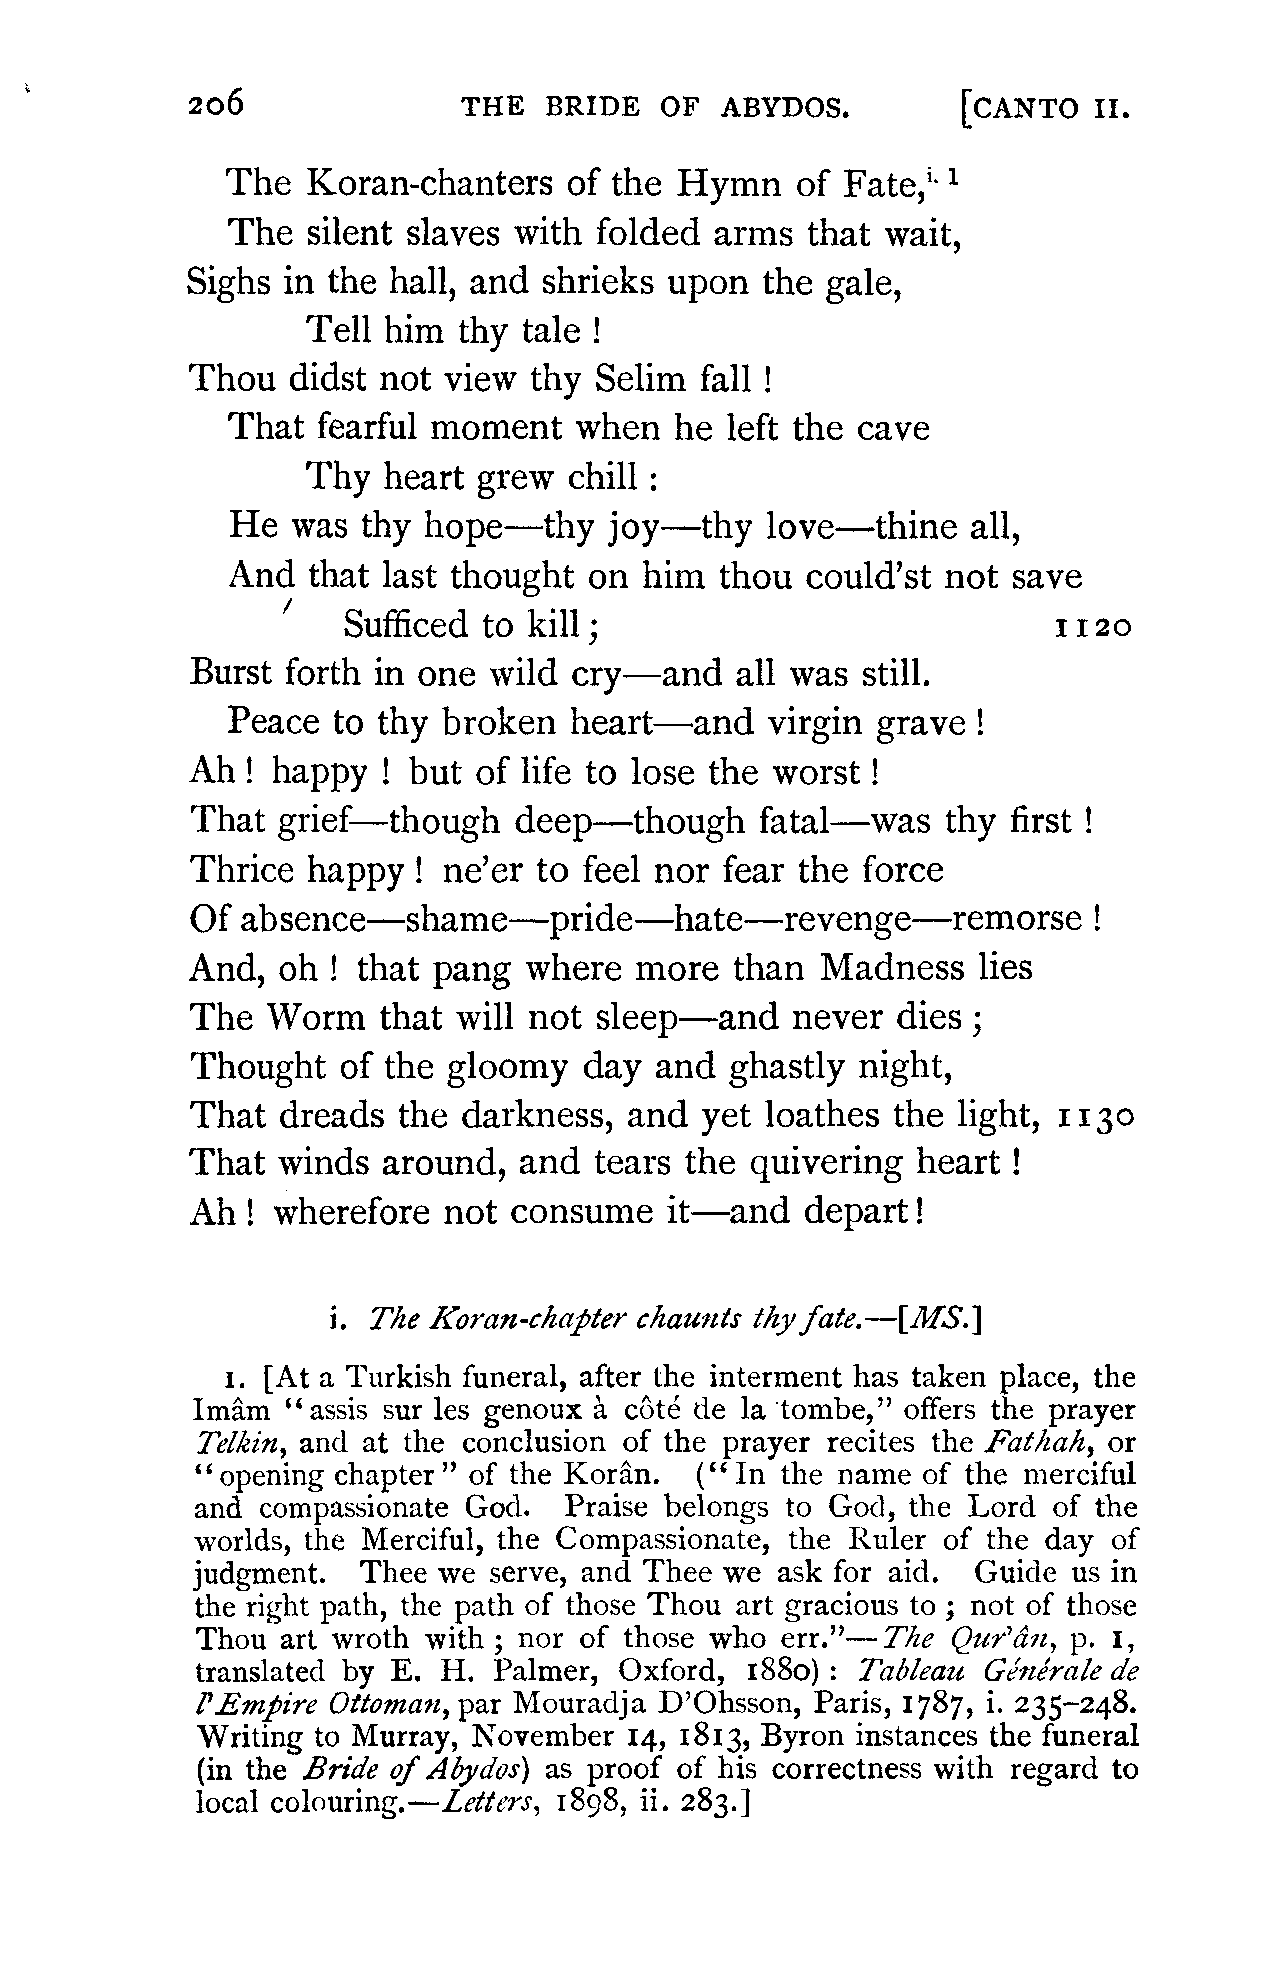 206 THE BRIDE OF ABYDOS. [CANTO II.
The Koran-chanters of the Hymn of Fate,i. 1
The silent slaves with folded arms that wait,
Sighs in the hall, and shrieks upon the gale,
Tell him thy tale !
Thou didst not view thy Selim fall !
That fearful moment when he left the cave
Thy heart grew chill :
He was thy hope—thy joy—thy love—thine all,
And that last thought on him thou could'st not save
Sufficed to kill ; 1120
Burst forth in one wild cry—and all was still.
Peace to thy broken heart—and virgin grave !
Ah ! happy ! but of life to lose the worst !
That grief—though deep—though fatal—was thy first !
Thrice happy ! ne'er to feel nor fear the force
Of absence—shame—pride—hate—revenge—remorse !
And, oh ! that pang where more than Madness lies
The Worm that will not sleep—and never dies ;
Thought of the gloomy day and ghastly night,
That dreads the darkness, and yet loathes the light, 1130
That winds around, and tears the quivering heart !
Ah ! wherefore not consume it—and depart !
i. The Koran-chapter chaunts thy fate.—[MS.]
1. [At a Turkish funeral, after the interment has taken place, the
Imâm "assis sur les genoux à côté de la tombe," offers the prayer
Telkin, and at the conclusion of the prayer recites the Fathah, or
"opening chapter" of the Korân. ("In the name of the merciful
and compassionate God. Praise belongs to God, the Lord of the
worlds, the Merciful, the Compassionate, the Ruler of the day of
judgment. Thee we serve, and Thee we ask for aid. Guide us in
the right path, the path of those Thou art gracious to ; not of those
Thou art wroth with ; nor of those who err."—The Qur'ân, p. 1,
translated by E. H. Palmer, Oxford, 1880) : Tableau Générale de
l'Empire Ottoman, par Mouradja D'Ohsson, Paris, 1787, i. 235-248.
Writing to Murray, November 14, 1813, Byron instances the funeral
(in the Bride of Abydos) as proof of his correctness with regard to
local colouring.—Letters, 1898, ii. 283.]